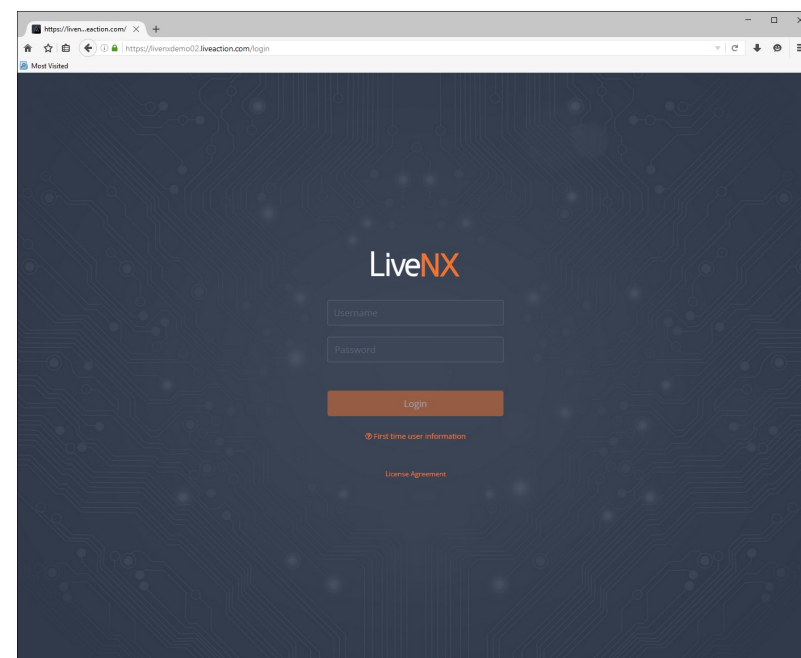 https://liven...eaction.com/
https://livenxdemo02.liveaction.com/login
Most Visited
LiveNX
Username
Password
Login
First time user information
License Agreement